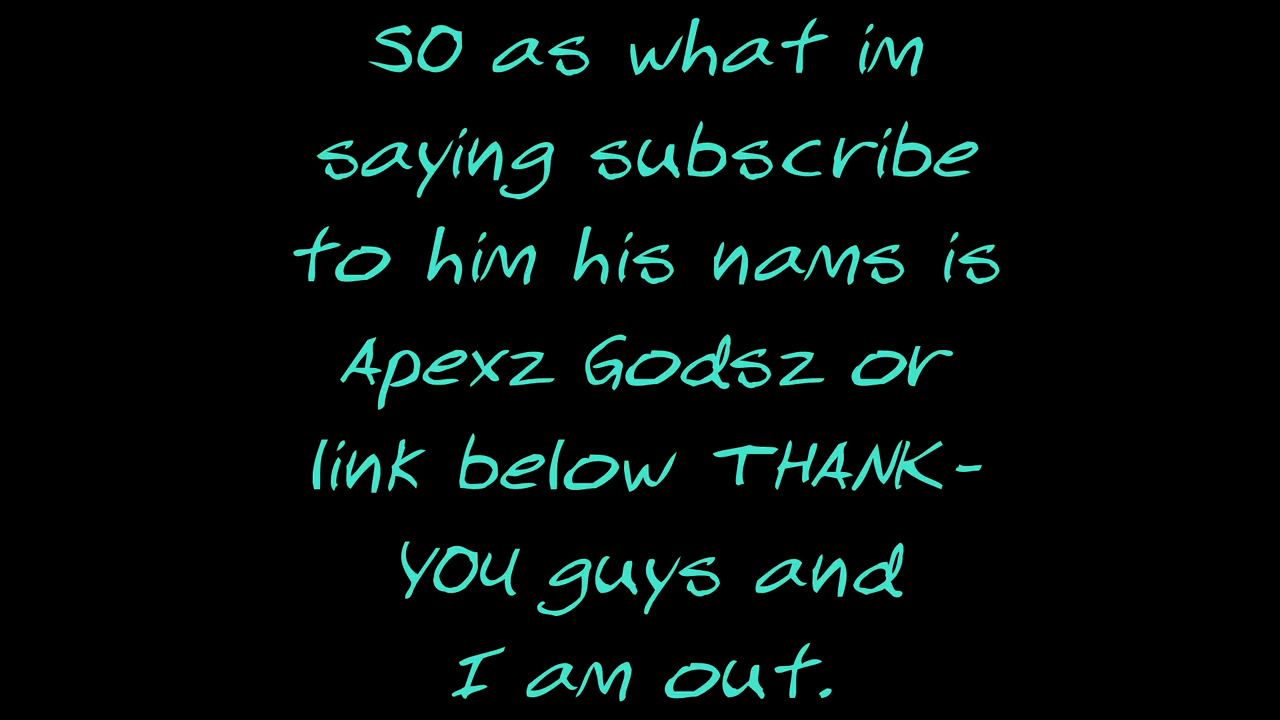 SO as what im
saying subscribe
to him his nams is
Apexz Godsz or
link below THANK-
YOU guys and
I am out.